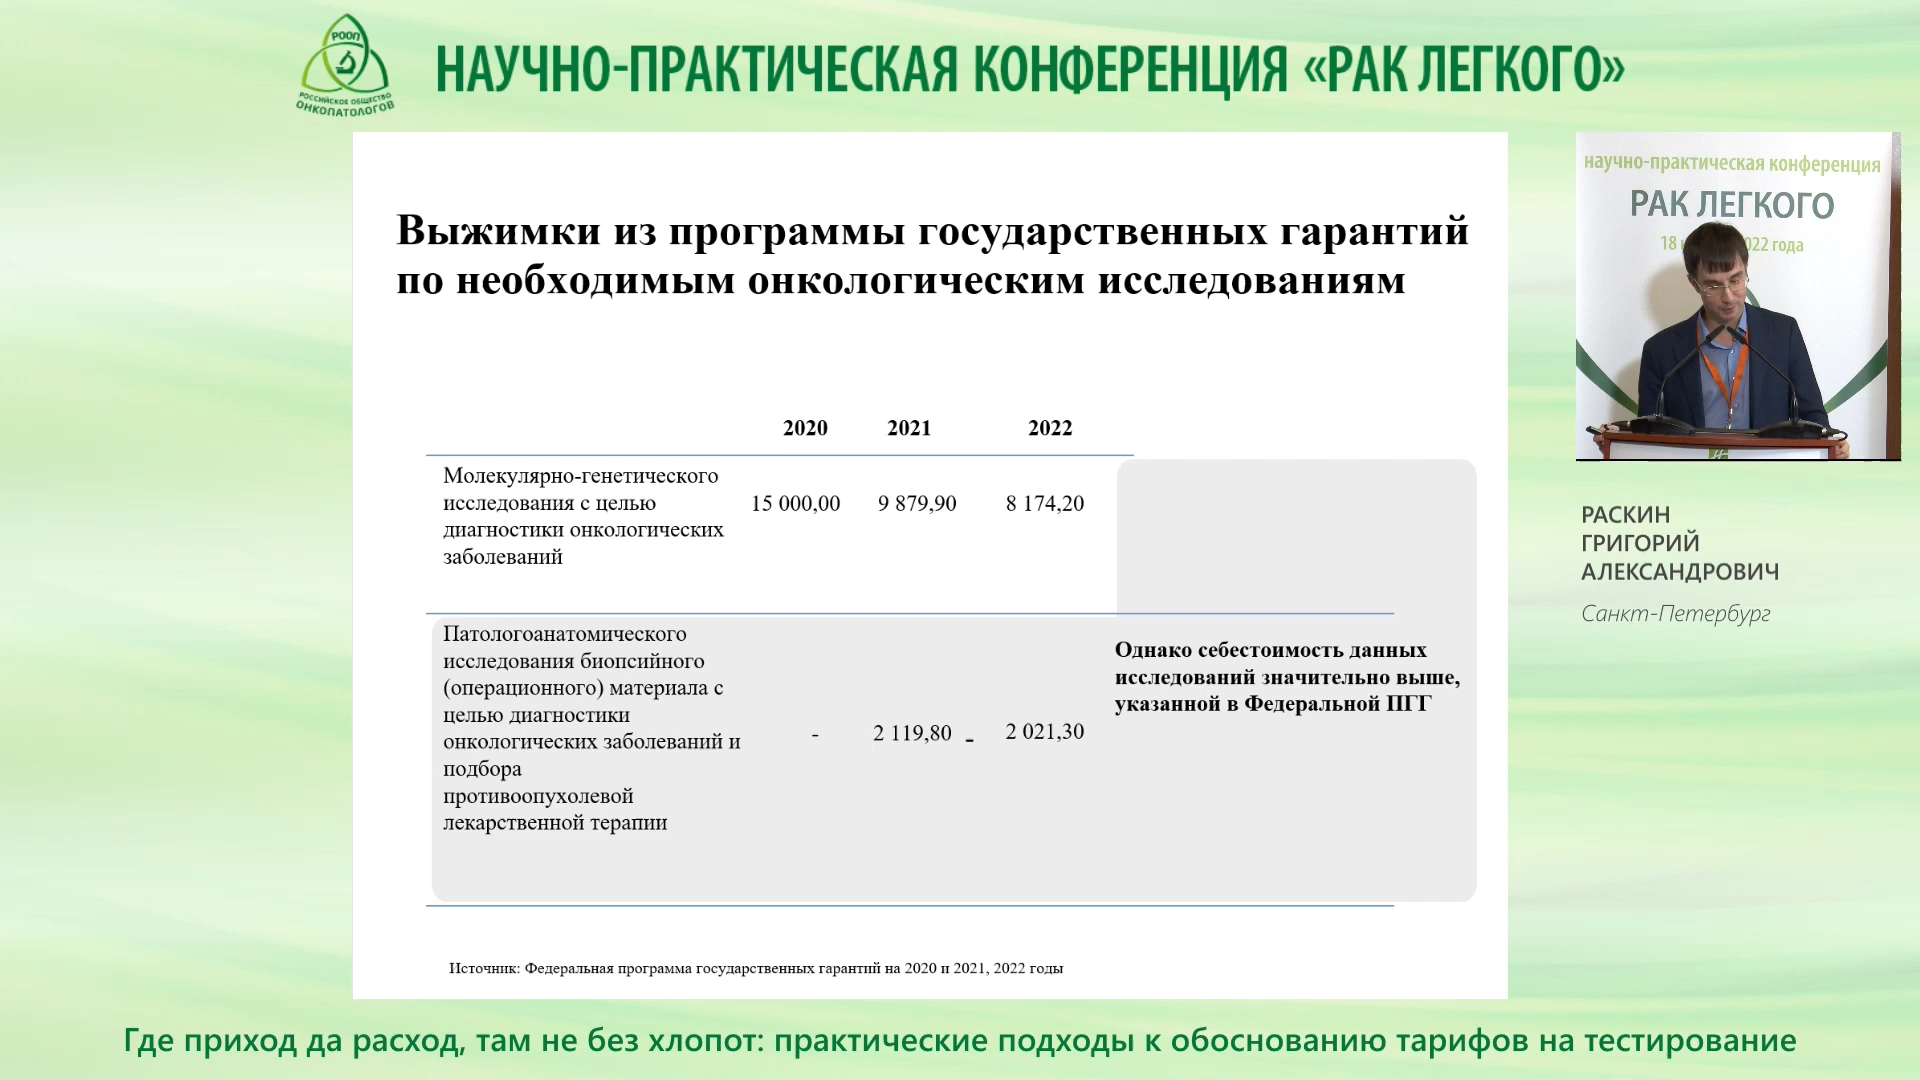 РООП
РОССИЙСКОЕ ОБЩЕСТВО
ОНКОПАТОЛОГОВ
НАУЧНО-ПРАКТИЧЕСКАЯ КОНФЕРЕНЦИЯ «РАК ЛЕГКОГО»
Выжимки из программы государственных гарантий
по необходимым онкологическим исследованиям
2020 2021 2022
Молекулярно-генетического
исследования с целью
диагностики онкологических
заболеваний
15 000,00 9 879,90 8 174,20
Патологоанатомического
исследования биопсийного
(операционного) материала с
целью диагностики
онкологических заболеваний и
подбора
противоопухолевой
лекарственной терапии
- 2 119,80 - 2 021,30
Однако себестоимость данных
исследований значительно выше,
указанной в Федеральной ПГГ
Источник: Федеральная программа государственных гарантий на 2020 и 2021, 2022 годы
научно-практическая конференция
РАК ЛЕГКОГО
18 022 года
РАСКИН
ГРИГОРИЙ
АЛЕКСАНДРОВИЧ
Санкт-Петербург
Где приход да расход, там не без хлопот: практические подходы к обоснованию тарифов на тестирование